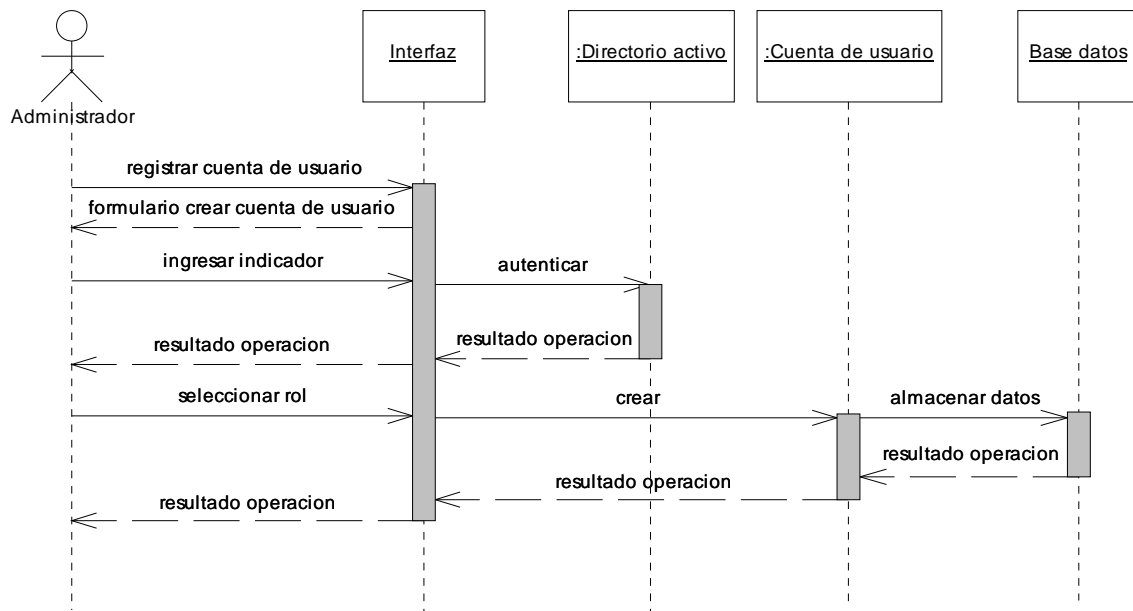 Interfaz
:Directorio activo
:Cuenta de usuario
Base datos
Administrador
registrar cuenta de usuario
formulario crear cuenta de usuario
ingresar indicador
autenticar
resultado operacion
resultado operacion
seleccionar rol
crear
almacenar datos
resultado operacion
resultado operacion
resultado operacion